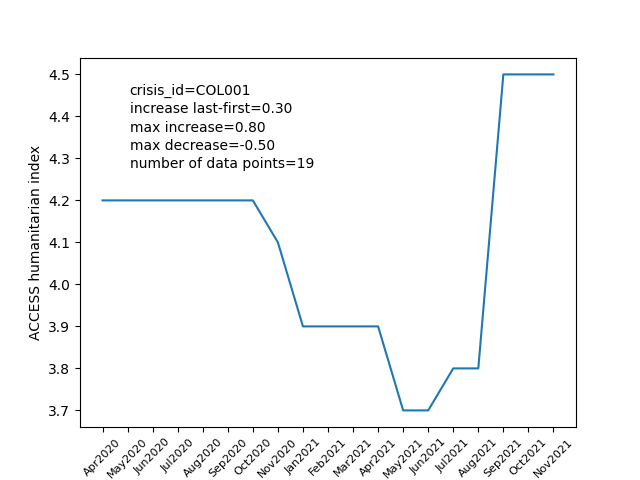 4.5
crisis_id=COL001
increase last-first=0.30
4.4
max increase=0.80
max decrease=-0.50
4.3
number of data points=19
4.2
4.1
4.0
3.9
3.8
3.7
ACCESS humanitarian index
Apr2020
May2020
Jun2020
Jul2020
Aug2020
Sep2020
Oct2020
Nov2020
Jan2021
Feb2021
Mar2021
Apr2021
May2021
Jun2021
Jul2021
Aug2021
Sep2021
Oct2021
Nov2021